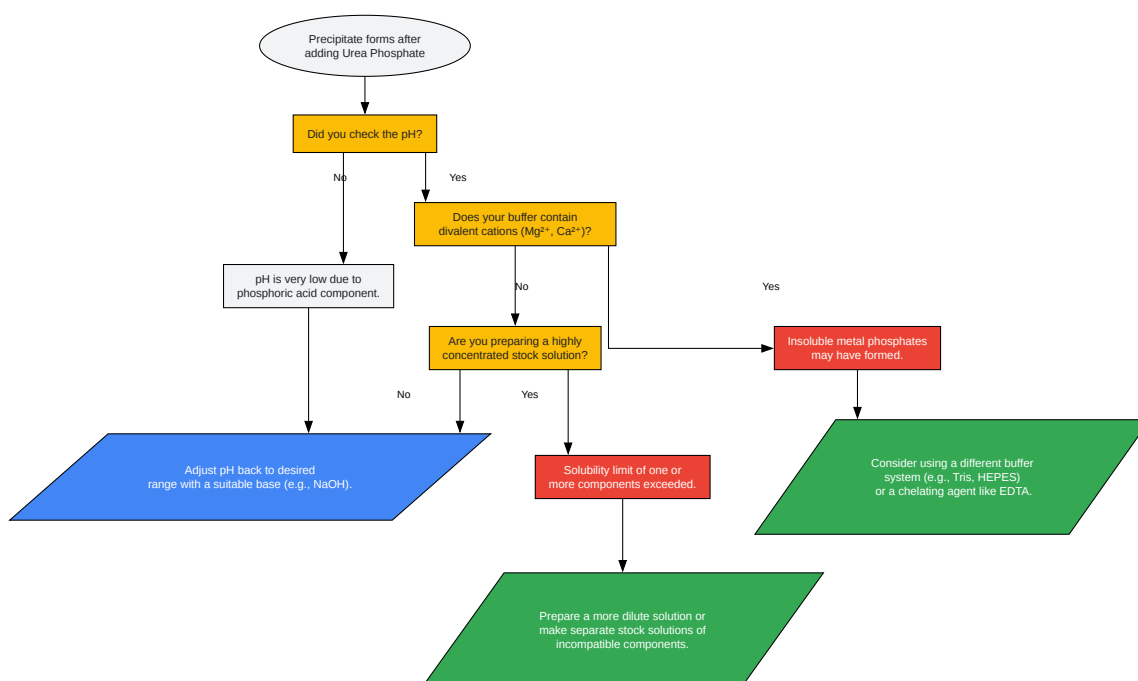 Precipitate forms after
adding Urea Phosphate
Did you check the pH?
No
Yes
Does your buffer contain
divalent cations (Mg²⁺, Ca²⁺)?
pH is very low due to
phosphoric acid component.
No
Yes
Are you preparing a highly
concentrated stock solution?
Insoluble metal phosphates
may have formed.
No
Yes
Adjust pH back to desired
range with a suitable base (e.g., NaOH).
Solubility limit of one or
more components exceeded.
Consider using a different buffer
system (e.g., Tris, HEPES)
or a chelating agent like EDTA.
Prepare a more dilute solution or
make separate stock solutions of
incompatible components.